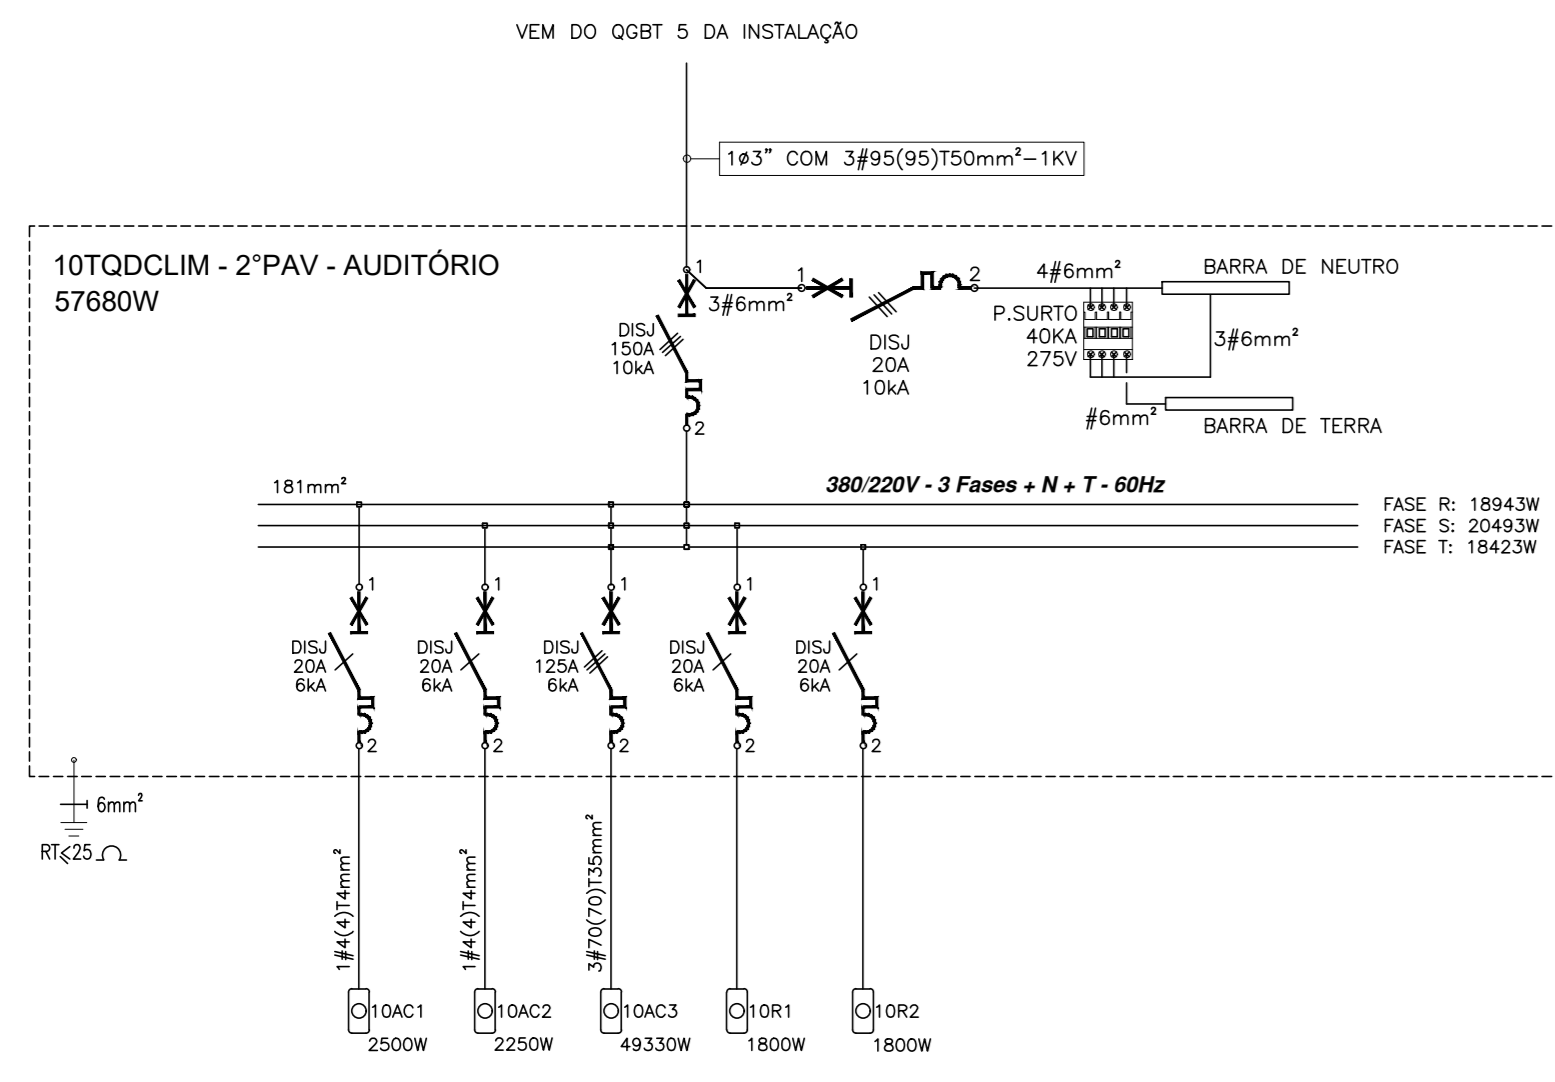 VEM DO QGBT 5 DA INSTALAÇÃO
1ø3" COM 3#95(95)T50mm²-1KV
10TQDCLIM - 2°PAV - AUDITÓRIO
57680W
1
3#6mm²
1
2
4#6mm²
BARRA DE NEUTRO
DISJ
150A
10kA
2
DISJ
20A
10kA
P.SURTO
40KA
275V
3#6mm²
#6mm²
BARRA DE TERRA
181mm²
380/220V - 3 Fases + N + T - 60Hz
FASE R: 18943W
FASE S: 20493W
FASE T: 18423W
1
DISJ
20A
6kA
2
1
DISJ
20A
6kA
2
1
DISJ
125A
6kA
2
1
DISJ
20A
6kA
2
1
DISJ
20A
6kA
2
6mm²
RT⩽25 Ω
1#4(4)T4mm²
1#4(4)T4mm²
3#70(70)T35mm²
10AC1
2500W
10AC2
2250W
10AC3
49330W
10R1
1800W
10R2
1800W